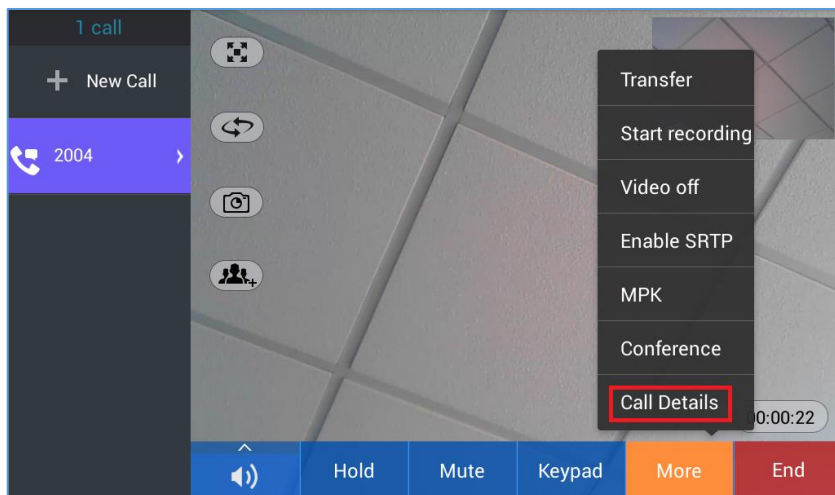 1 call
New Call
2004
Transfer
Start recording
Video off
Enable SRTP
MPK
Conference
Call Details
00:00:22
Hold
Mute
Keypad
More
End